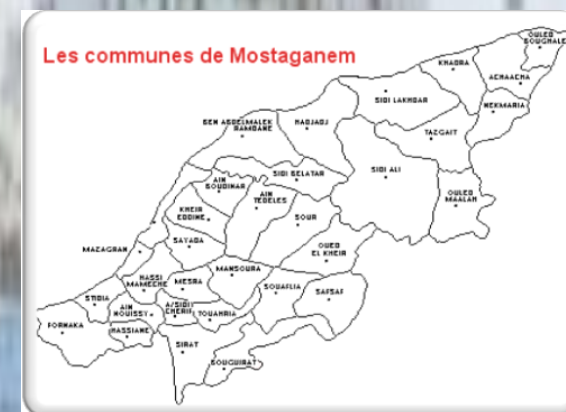 Les communes de Mostaganem
OULED
BOUGHALE
KHADRA
ACHAACHA
SIDI LAKHDAR
NEKMARIA
BEN ABDELMALEK
RAMDANE
HADJADJ
TAZGAIT
SIDI BELATAR
SIDI ALI
AIN
BOUDINAR
AIN
TEDELES
OULED
MAALAH
KHEIR
EDDINE
SOUR
SAYADA
MAZAGRAN
OUED
EL KHEIR
MANSOURA
HASSI
MAMECHE
MESRA
SOUAFLIA
SAFSAF
STIDIA
AIN
NOUISSY
A/SIDI
CHERIF
TOUAHRIA
FORNAKA
HASSIANE
SIRAT
BOUGUIRAT